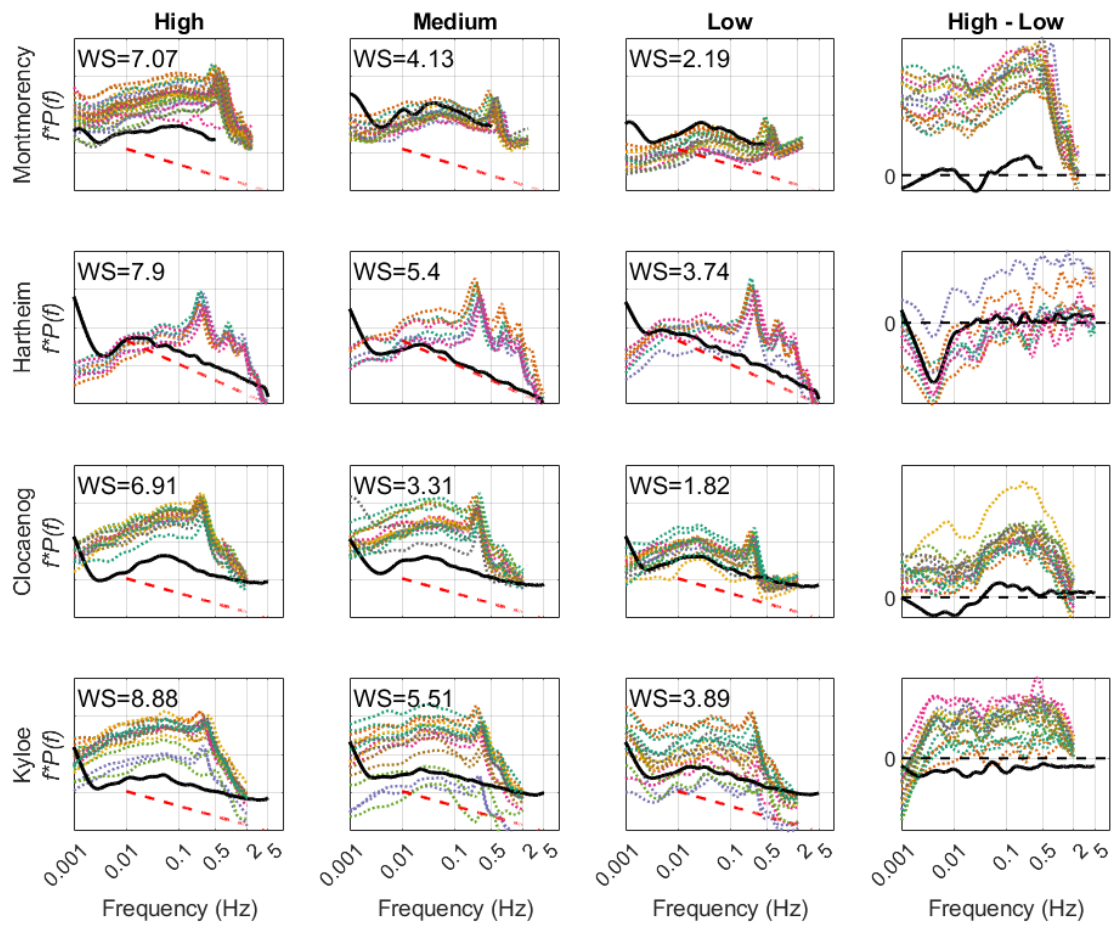 High Medium Low High - Low
Montmorency
f*P(f)
WS=7.07 WS=4.13 WS=2.19
0
Hartheim
f*P(f)
WS=7.9 WS=5.4 WS=3.74
0
Clocaenog
f*P(f)
WS=6.91 WS=3.31 WS=1.82
0
Kyloe
f*P(f)
WS=8.88 WS=5.51 WS=3.89
0
0.001 0.01 0.1 0.5 2 5 0.001 0.01 0.1 0.5 2 5 0.001 0.01 0.1 0.5 2 5 0.001 0.01 0.1 0.5 2 5
Frequency (Hz) Frequency (Hz) Frequency (Hz) Frequency (Hz)